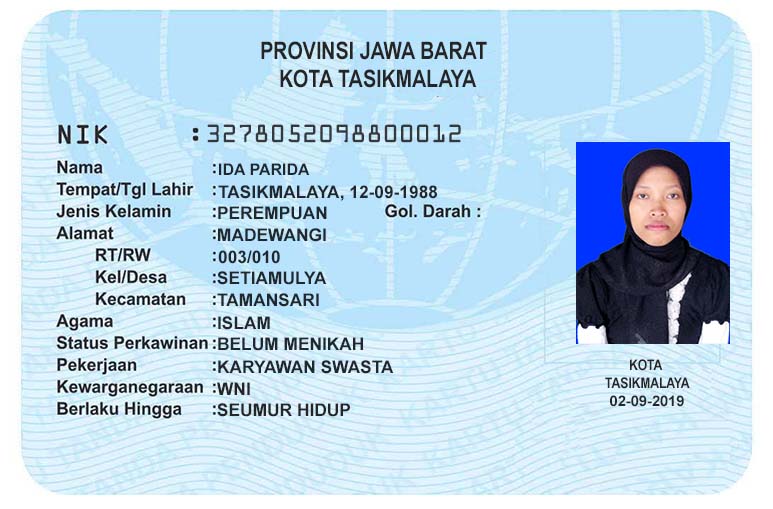 PROVINSI JAWA BARAT
KOTA TASIKMALAYA
NIK : 3278052098800012
Nama :IDA PARIDA
Tempat/Tgl Lahir :TASIKMALAYA, 12-09-1988
Jenis Kelamin :PEREMPUAN Gol. Darah :
Alamat :MADEWANGI
RT/RW :003/010
Kel/Desa :SETIAMULYA
Kecamatan :TAMANSARI
Agama :ISLAM
Status Perkawinan :BELUM MENIKAH
Pekerjaan :KARYAWAN SWASTA
Kewarganegaraan :WNI
Berlaku Hingga :SEUMUR HIDUP
KOTA
TASIKMALAYA
02-09-2019